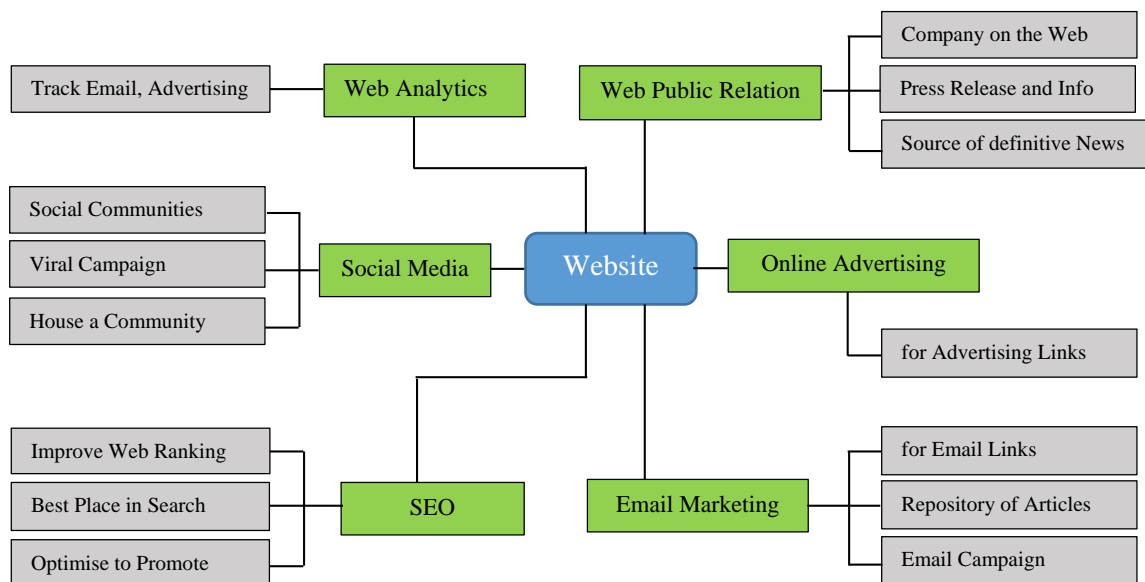 Company on the Web
Track Email, Advertising
Web Analytics
Web Public Relation
Press Release and Info
Source of definitive News
Social Communities
Viral Campaign
Social Media
Website
Online Advertising
House a Community
for Advertising Links
Improve Web Ranking
for Email Links
Best Place in Search
SEO
Email Marketing
Repository of Articles
Optimise to Promote
Email Campaign